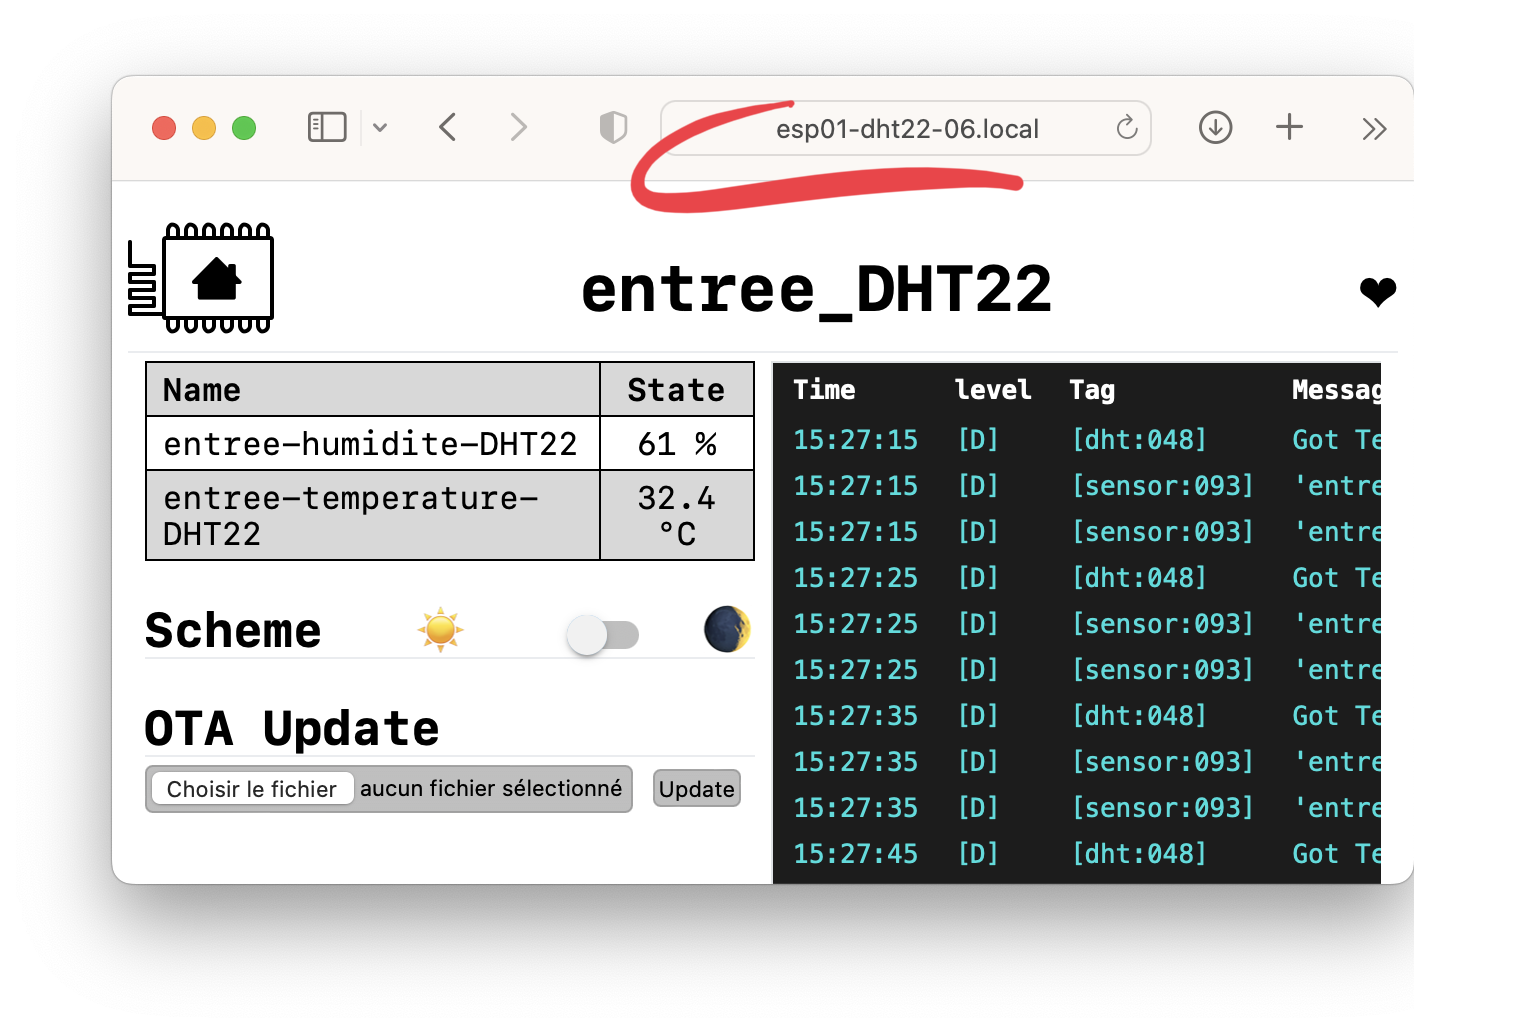 esp01-dht22-06.local
entree_DHT22
Name State
entree-humidite-DHT22 61 %
entree-temperature-
DHT22 32.4
°C
Scheme
OTA Update
Choisir le fichier aucun fichier sélectionné Update
Time level Tag Messag
15:27:15 [D] [dht:048] Got Te
15:27:15 [D] [sensor:093] 'entre
15:27:15 [D] [sensor:093] 'entre
15:27:25 [D] [dht:048] Got Te
15:27:25 [D] [sensor:093] 'entre
15:27:25 [D] [sensor:093] 'entre
15:27:35 [D] [dht:048] Got Te
15:27:35 [D] [sensor:093] 'entre
15:27:35 [D] [sensor:093] 'entre
15:27:45 [D] [dht:048] Got Te